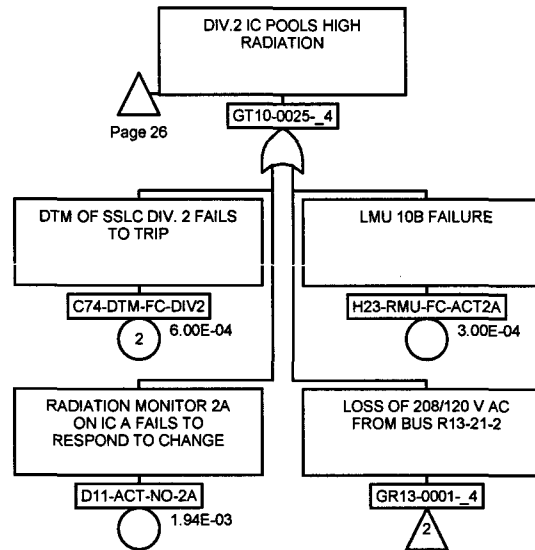 DIV.2 IC POOLS HIGH
RADIATION
Page 26
GT10-0025-_4
DTM OF SSLC DIV. 2 FAILS
TO TRIP
LMU 10B FAILURE
C74-DTM-FC-DIV2
H23-RMU-FC-ACT2A
2
6.00E-04
3.00E-04
RADIATION MONITOR 2A
ON IC A FAILS TO
RESPOND TO CHANGE
LOSS OF 208/120 V AC
FROM BUS R13-21-2
D11-ACT-NO-2A
GR13-0001-_4
1.94E-03
2